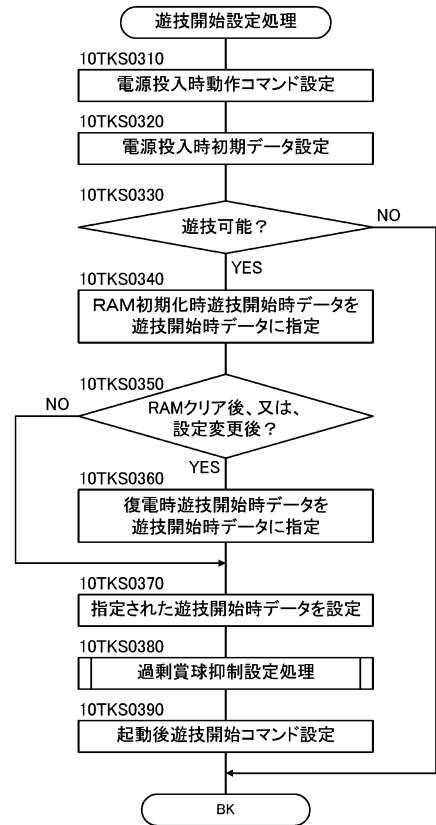 遊技開始設定処理
10TKS0310
電源投入時動作コマンド設定
10TKS0320
電源投入時初期データ設定
10TKS0330
遊技可能？
NO
YES
10TKS0340
RAM初期化時遊技開始時データを
遊技開始時データに指定
10TKS0350
NO
RAMクリア後、又は、
設定変更後？
YES
10TKS0360
復電時遊技開始時データを
遊技開始時データに指定
10TKS0370
指定された遊技開始時データを設定
10TKS0380
過剰賞球抑制設定処理
10TKS0390
起動後遊技開始コマンド設定
BK